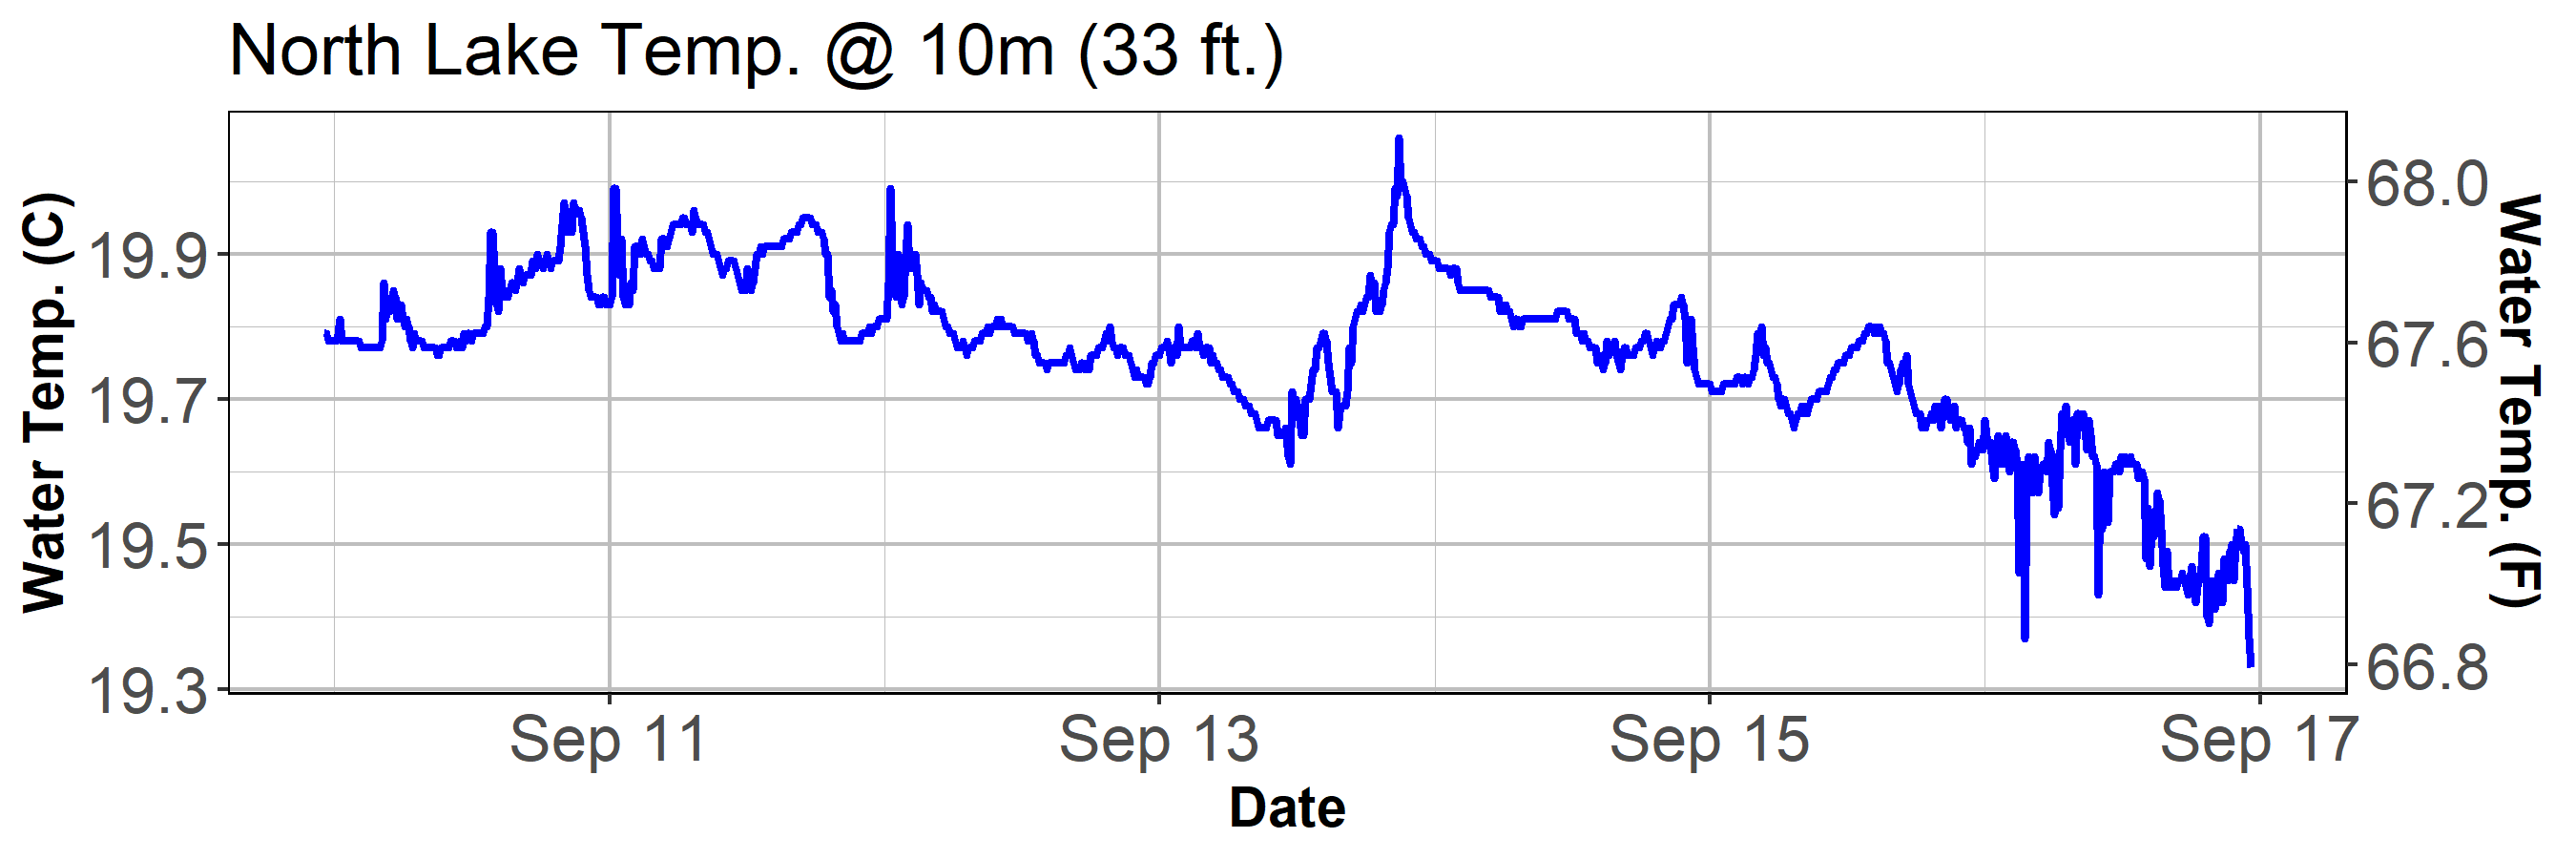 North Lake Temp. @ 10m (33 ft.)
Water Temp. (C)
19.9
19.7
19.5
19.3
68.0
67.6
67.2
66.8
Water Temp. (F)
Sep 11 Sep 13 Sep 15 Sep 17
Date